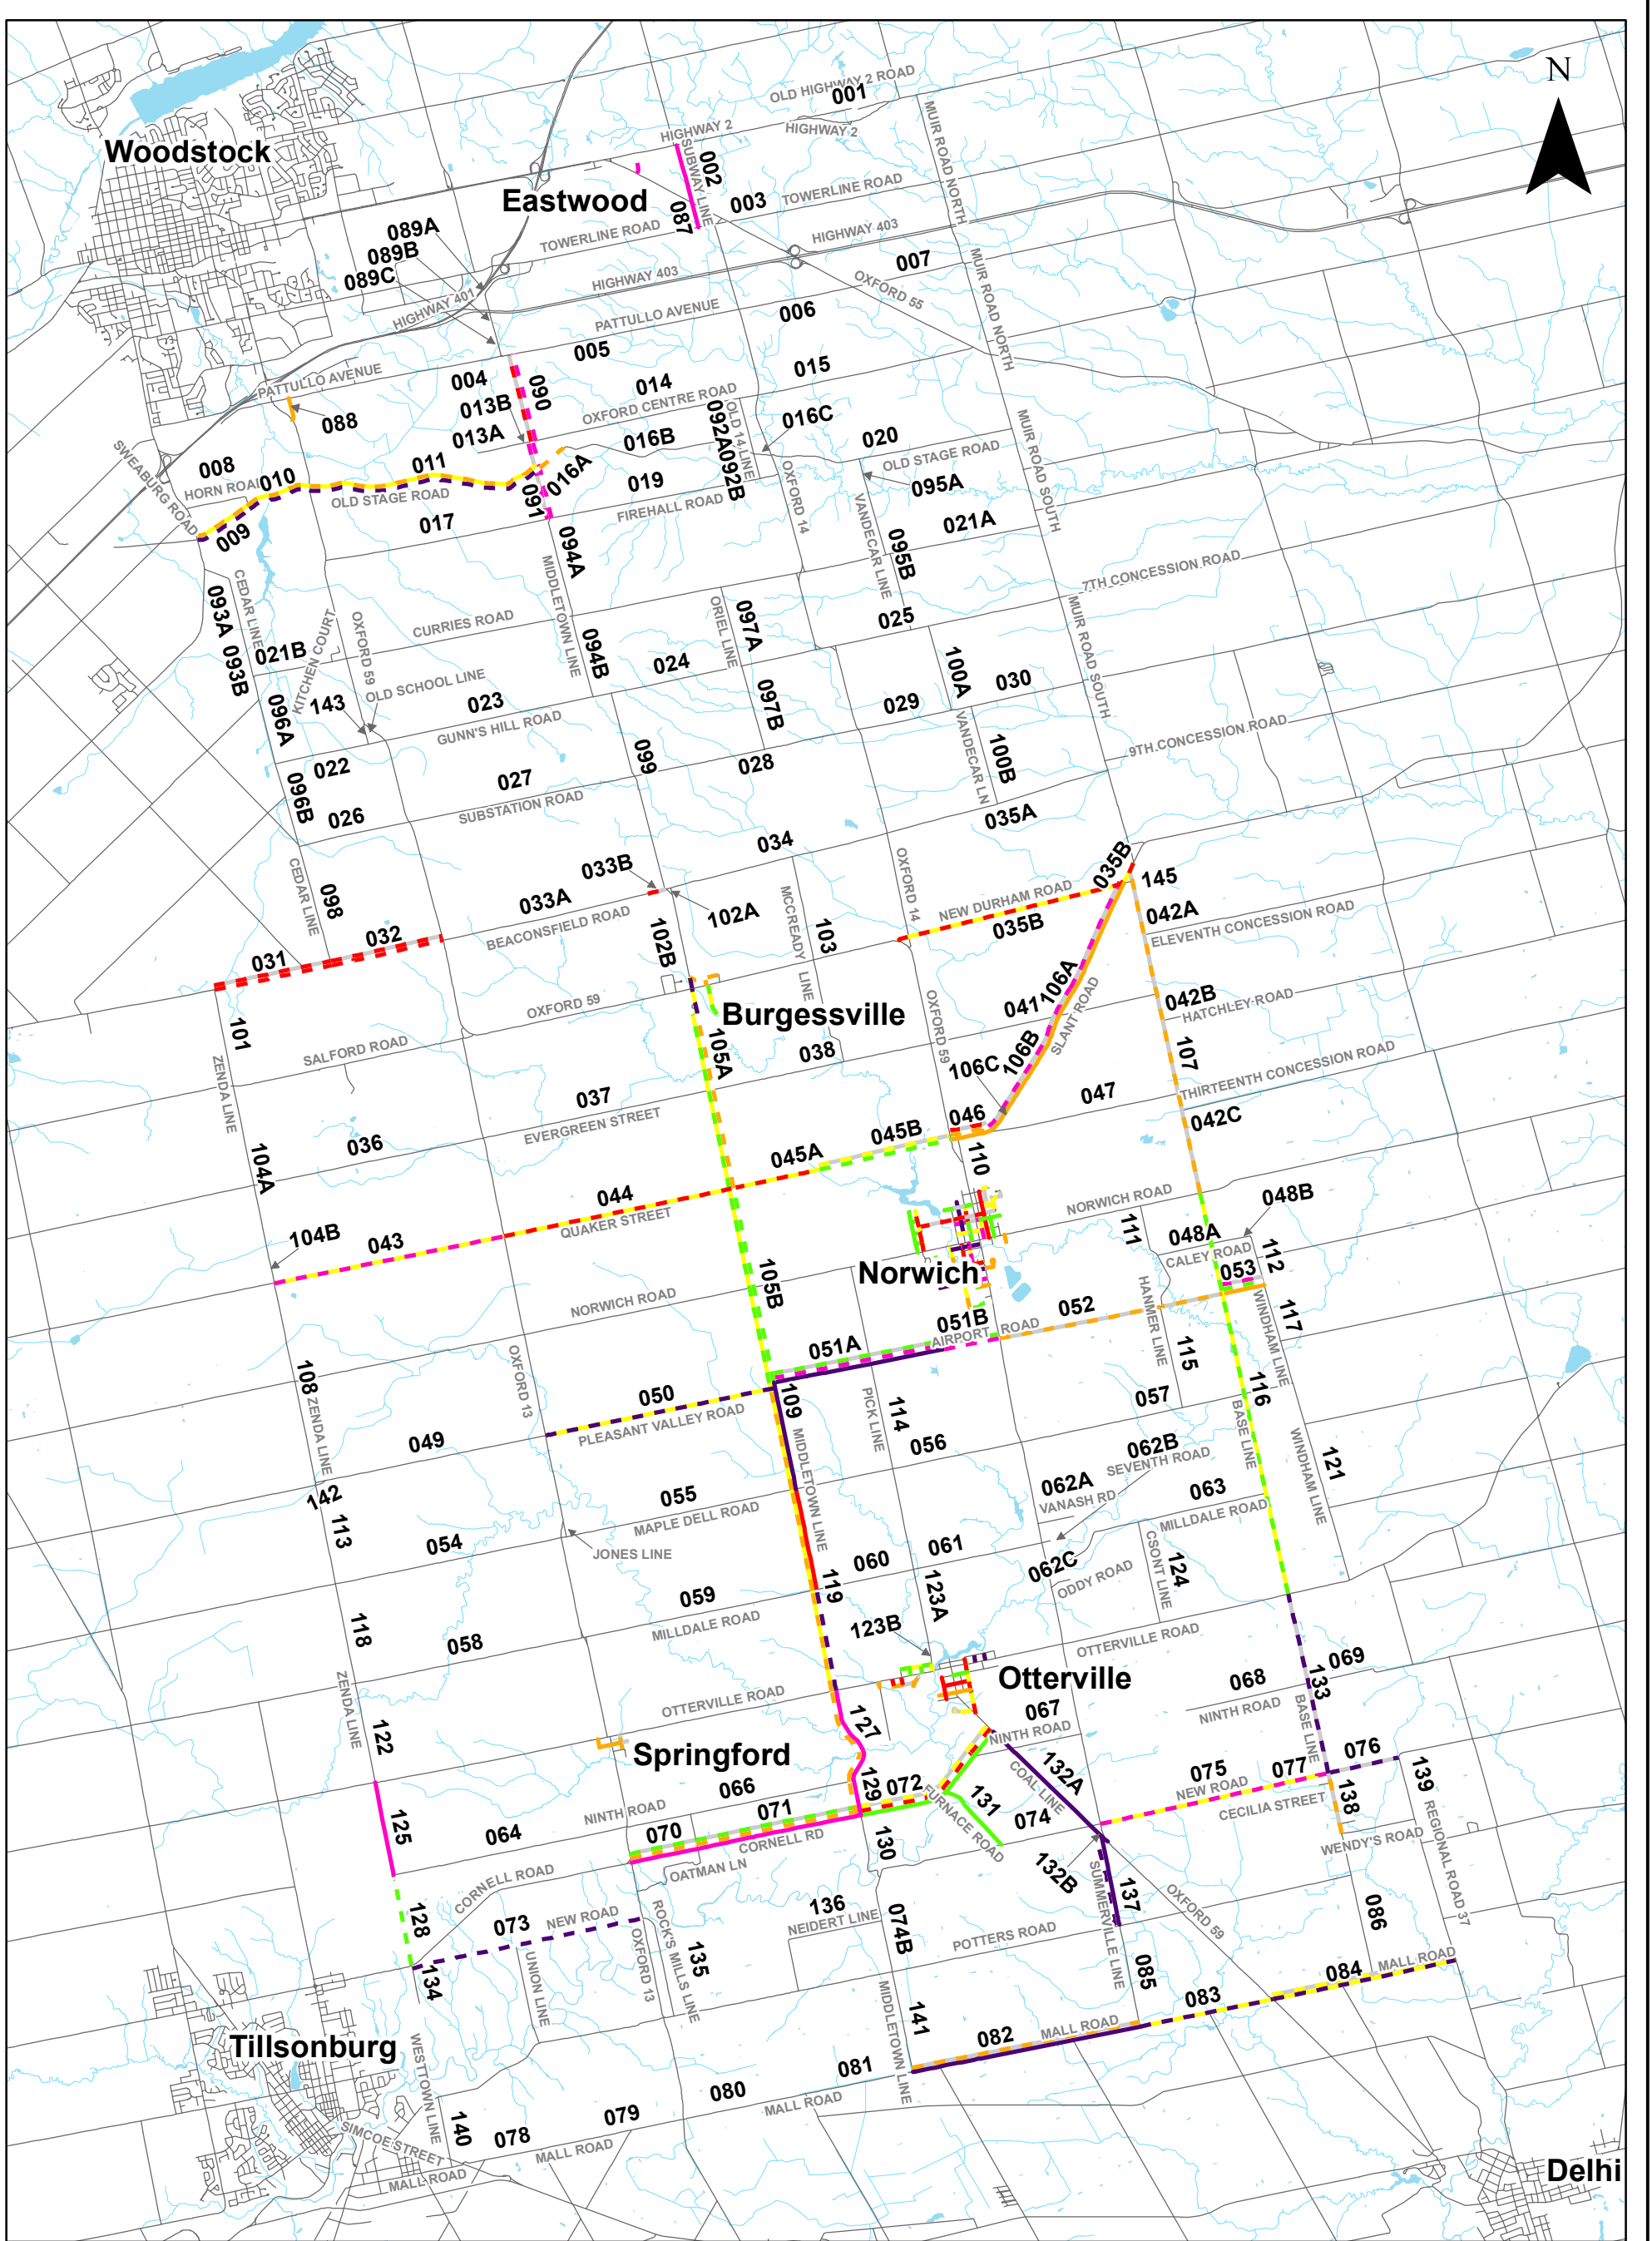 OLD HIGHWAY 2 ROAD
001
N
HIGHWAY 2
HIGHWAY 2
Woodstock
SUBWAY LINE
002
MUIR ROAD NORTH
Eastwood
087
003
TOWERLINE ROAD
089A
089B
089C
TOWERLINE ROAD
HIGHWAY 403
HIGHWAY 403
007
HIGHWAY 401
OXFORD 55
MUIR ROAD NORTH
PATTULLO AVENUE
006
005
PATTULLO AVENUE
004
090
014
015
013B
OXFORD CENTRE ROAD
088
013A
092A
OLD 14 LINE
016C
016B
020
OLD STAGE ROAD
MUIR ROAD SOUTH
SWEABURG ROAD
008
HORN ROAD
010
011
016A
019
092B
OXFORD 14
095A
OLD STAGE ROAD
091
FIREHALL ROAD
VANDECAR LINE
021A
009
017
094A
095B
7TH CONCESSION ROAD
CEDAR LINE
093A
MIDDLETOWN LINE
ORIEL LINE
097A
025
MUIR ROAD SOUTH
KITCHEN COURT
OXFORD 59
CURRIES ROAD
021B
093B
094B
024
100A
030
OLD SCHOOL LINE
143
096A
023
097B
029
VANDECAR LN
GUNN'S HILL ROAD
9TH CONCESSION ROAD
022
099
028
100B
096B
027
026
SUBSTATION ROAD
035A
034
OXFORD 14
035B
033B
CEDAR LINE
098
033A
MCCREADY LINE
NEW DURHAM ROAD
145
102A
BEACONSFIELD ROAD
103
042A
ELEVENTH CONCESSION ROAD
032
102B
035B
031
106A
OXFORD 59
Burgessville
OXFORD 59
041
042B
HATCHLEY ROAD
SLANT ROAD
101
SALFORD ROAD
105A
038
106B
107
THIRTEENTH CONCESSION ROAD
ZENDA LINE
106C
037
047
EVERGREEN STREET
046
042C
036
045B
104A
045A
110
NORWICH ROAD
048B
044
QUAKER STREET
111
104B
043
048A
CALEY ROAD
112
105B
Norwich
053
NORWICH ROAD
HANMER LINE
052
WINDHAM LINE
117
051B
AIRPORT ROAD
051A
OXFORD 13
115
108
ZENDA LINE
050
PLEASANT VALLEY ROAD
109
PICK LINE
114
057
116
BASE LINE
049
MIDDLETOWN LINE
056
062B
SEVENTH ROAD
WINDHAM LINE
121
142
055
MAPLE DELL ROAD
062A
VANASH RD
063
MILLDALE ROAD
113
054
JONES LINE
060
061
062C
ODDY ROAD
CSONT LINE
124
059
MILLDALE ROAD
119
123A
118
058
123B
OTTERVILLE ROAD
069
ZENDA LINE
OTTERVILLE ROAD
Otterville
068
133
NINTH ROAD
BASE LINE
122
127
067
NINTH ROAD
Springford
066
129
072
COAL LINE
132A
075
NEW ROAD
077
076
NINTH ROAD
071
FURNACE ROAD
131
074
CECILIA STREET
138
139
125
064
070
CORNELL RD
130
WENDY'S ROAD
REGIONAL ROAD 37
OATMAN LN
132B
CORNELL ROAD
SUMMERVILLE LINE
137
128
073
NEW ROAD
ROCK'S MILLS LINE
136
NEIDERT LINE
074B
OXFORD 59
086
134
UNION LINE
OXFORD 13
135
POTTERS ROAD
085
084
MALL ROAD
Tillsonburg
WESTTOWN LINE
MIDDLETOWN LINE
141
082
MALL ROAD
083
081
080
MALL ROAD
140
079
078
MALL ROAD
SIMCOE STREET
MALL ROAD
Delhi